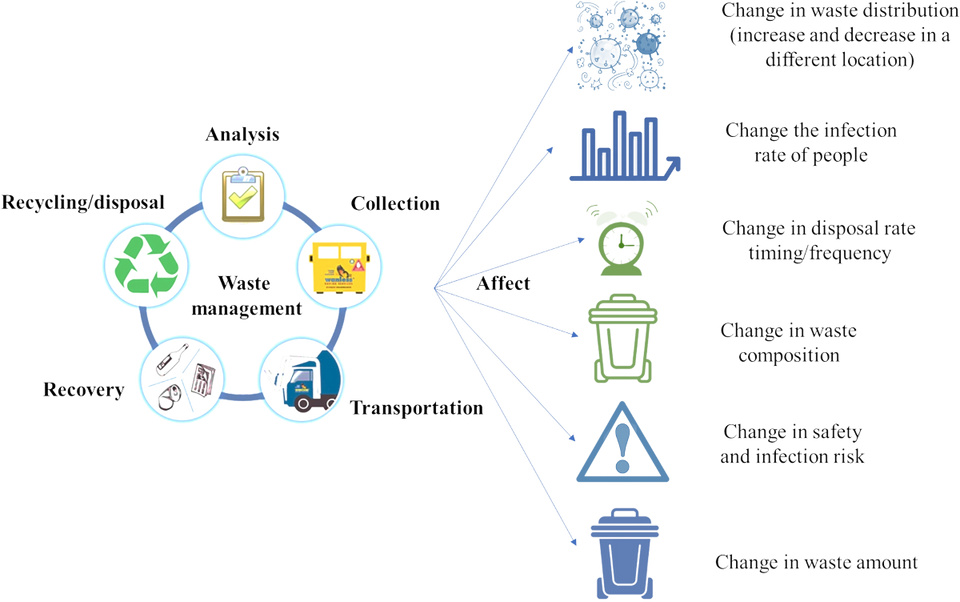 Change in waste distribution
(increase and decrease in a
different location)
Analysis
Change the infection
rate of people
Recycling/disposal
Collection
Waste
management
Change in disposal rate
timing/frequency
Affect
Change in waste
composition
Recovery
Transportation
Change in safety
and infection risk
Change in waste amount